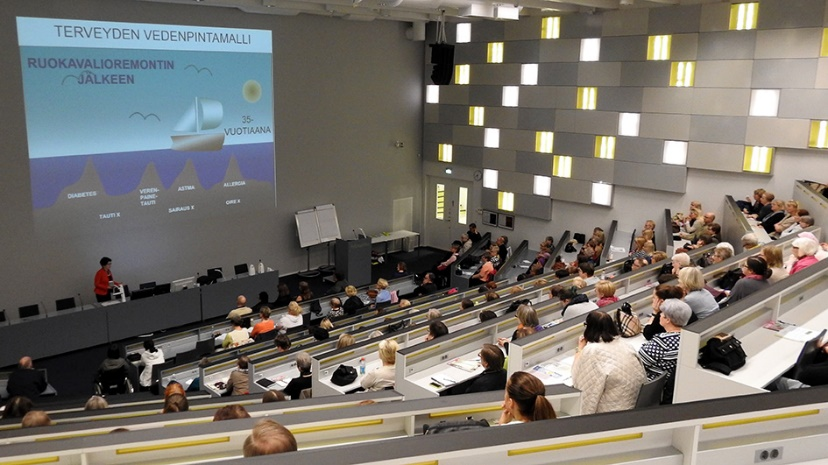 TERVEYDEN VEDENPINTAMALLI
RUOKAVALIOREMONTIN
JÄLKEEN
35-
VUOTIAANA
DIABETES
VEREN-
PAINE-
TAUTI
ASTMA
ALLERGIA
TAUTI X
SAIRAUS X
OIRE X